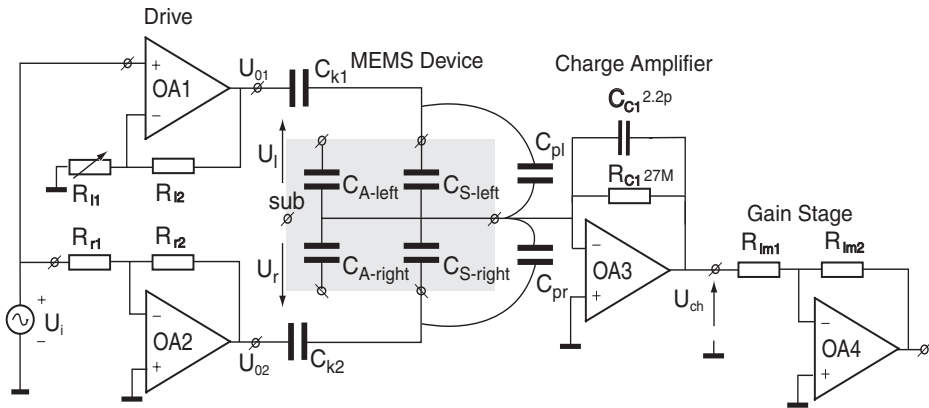 Drive
MEMS Device
Charge Amplifier
Gain Stage
OA1
+
−
U01
Ck1
Rl1
Rl2
Ul
sub
Ur
CA-left
CS-left
CA-right
CS-right
Cpl
Cpr
CC1 2.2p
RC1 27M
−
+
OA3
Uch
Rlm1
Rlm2
−
+
OA4
Rr1
Rr2
+
Ui
−
−
+
OA2
U02
Ck2